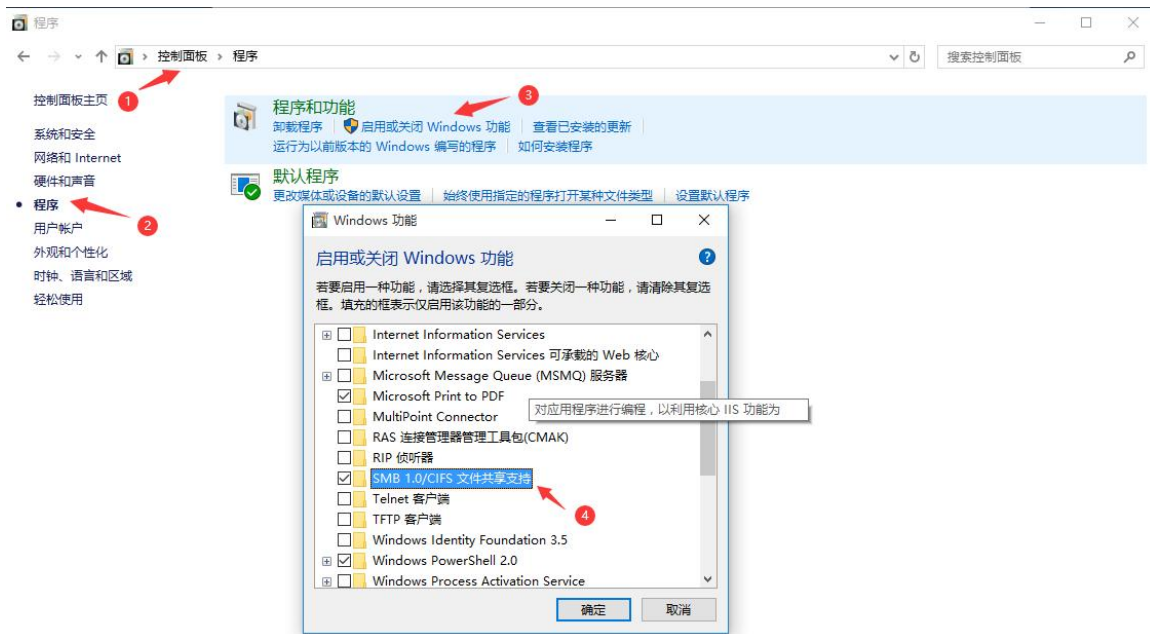 程序
控制面板 › 程序
搜索控制面板
控制面板主页
1
系统和安全
网络和 Internet
硬件和声音
程序
2
用户帐户
外观和个性化
时钟、语言和区域
轻松使用
程序和功能
3
卸载程序
启用或关闭 Windows 功能
查看已安装的更新
运行为以前版本的 Windows 编写的程序
如何安装程序
默认程序
更改媒体或设备的默认设置
始终使用指定的程序打开某种文件类型
设置默认程序
Windows 功能
启用或关闭 Windows 功能
?
若要启用一种功能，请选择其复选框。若要关闭一种功能，请清除其复选
框。填充的框表示仅启用该功能的一部分。
Internet Information Services
Internet Information Services 可承载的 Web 核心
Microsoft Message Queue (MSMQ) 服务器
Microsoft Print to PDF
对应用程序进行编程，以利用核心 IIS 功能为
MultiPoint Connector
RAS 连接管理器管理工具包(CMAK)
RIP 侦听器
SMB 1.0/CIFS 文件共享支持
Telnet 客户端
4
TFTP 客户端
Windows Identity Foundation 3.5
Windows PowerShell 2.0
Windows Process Activation Service
确定
取消